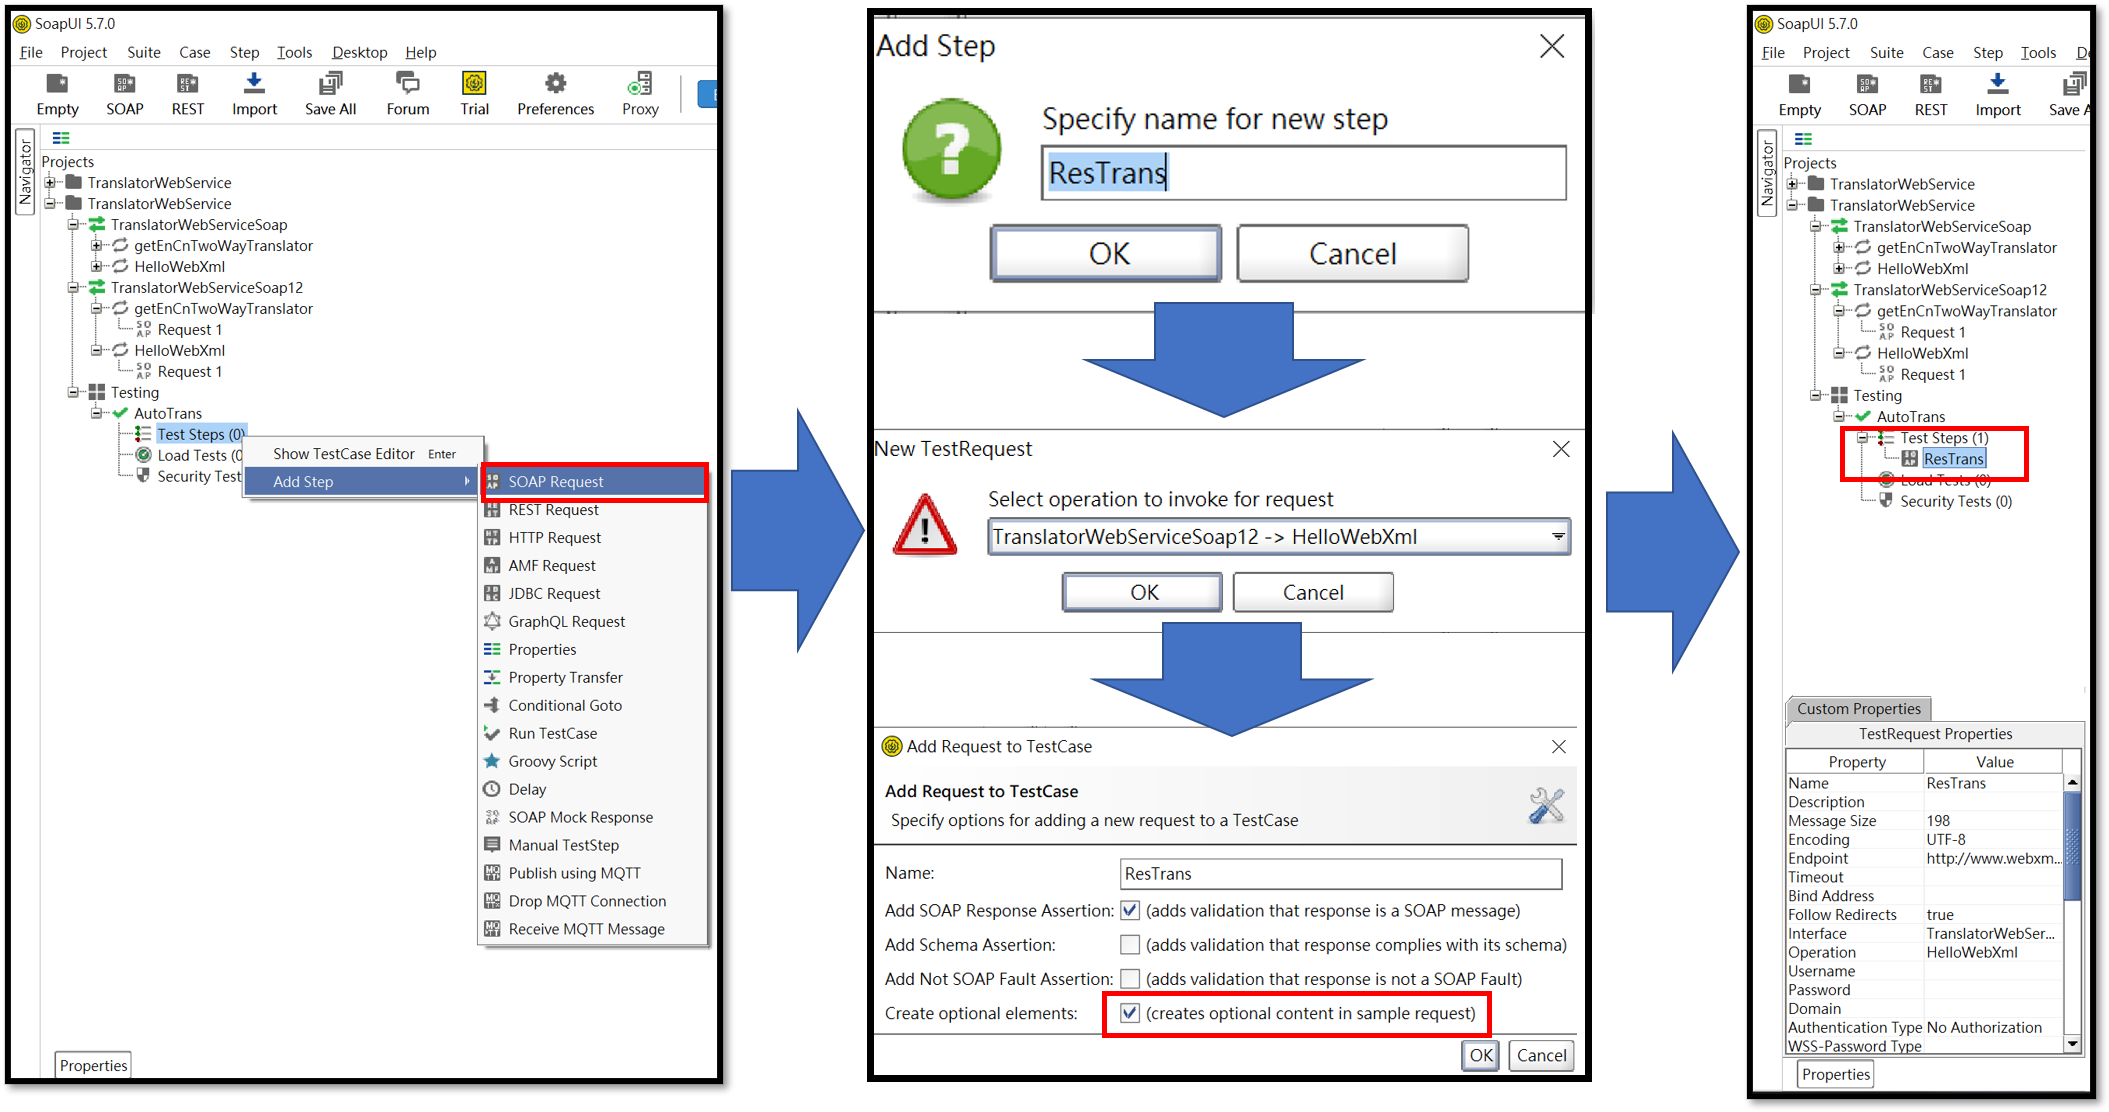 SoapUI 5.7.0
File Project Suite Case Step Tools Desktop Help
Empty SOAP REST Import Save All Forum Trial Preferences Proxy
Navigator
Projects
TranslatorWebService
TranslatorWebService
TranslatorWebServiceSoap
getEnCnTwoWayTranslator
HelloWebXml
TranslatorWebServiceSoap12
getEnCnTwoWayTranslator
Request 1
HelloWebXml
Request 1
Testing
AutoTrans
Test Steps (0)
Load Tests (0
Security Test
Show TestCase Editor Enter
Add Step
SOAP Request
REST Request
HTTP Request
AMF Request
JDBC Request
GraphQL Request
Properties
Property Transfer
Conditional Goto
Run TestCase
Groovy Script
Delay
SOAP Mock Response
Manual TestStep
Publish using MQTT
Drop MQTT Connection
Receive MQTT Message
Properties
Add Step
Specify name for new step
ResTrans
OK Cancel
New TestRequest
Select operation to invoke for request
TranslatorWebServiceSoap12 -> HelloWebXml
OK Cancel
Add Request to TestCase
Add Request to TestCase
Specify options for adding a new request to a TestCase
Name: ResTrans
Add SOAP Response Assertion: (adds validation that response is a SOAP message)
Add Schema Assertion: (adds validation that response complies with its schema)
Add Not SOAP Fault Assertion: (adds validation that response is not a SOAP Fault)
Create optional elements: (creates optional content in sample request)
OK Cancel
SoapUI 5.7.0
File Project Suite Case Step Tools De
Empty SOAP REST Import Save A
Navigator
Projects
TranslatorWebService
TranslatorWebService
TranslatorWebServiceSoap
getEnCnTwoWayTranslator
HelloWebXml
TranslatorWebServiceSoap12
getEnCnTwoWayTranslator
Request 1
HelloWebXml
Request 1
Testing
AutoTrans
Test Steps (1)
ResTrans
Load Tests (0)
Security Tests (0)
Custom Properties
TestRequest Properties
Property Value
Name ResTrans
Description
Message Size 198
Encoding UTF-8
Endpoint http://www.webxm...
Timeout
Bind Address
Follow Redirects true
Interface TranslatorWebSer...
Operation HelloWebXml
Username
Password
Domain
Authentication Type No Authorization
WSS-Password Type
Properties